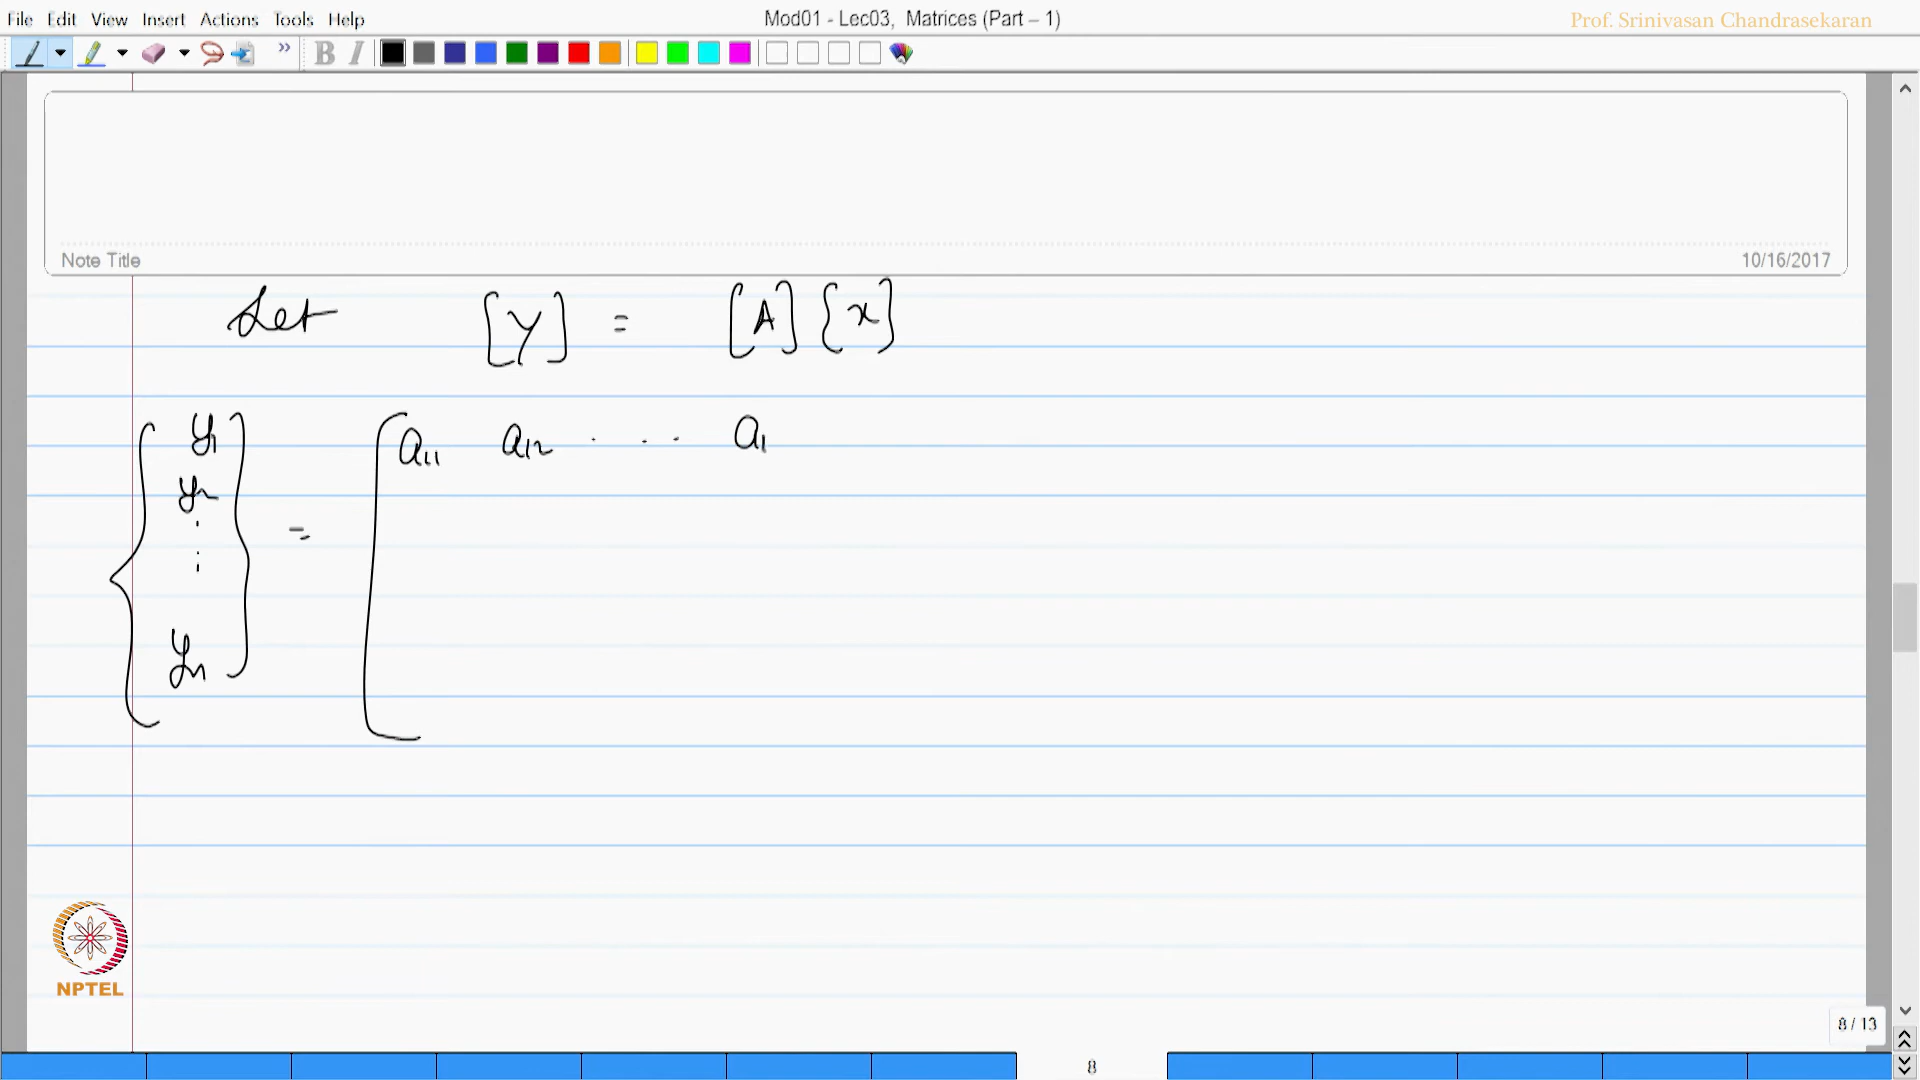 File Edit View Insert Actions Tools Help
Mod01 - Lec03, Matrices (Part – 1)
Prof. Srinivasan Chandrasekaran
B I
Note Title
10/16/2017
Let [Y] = [A] {x}
y1
y2
:
yn
=
a11 a12 . . . a1
NPTEL
8 / 13
8